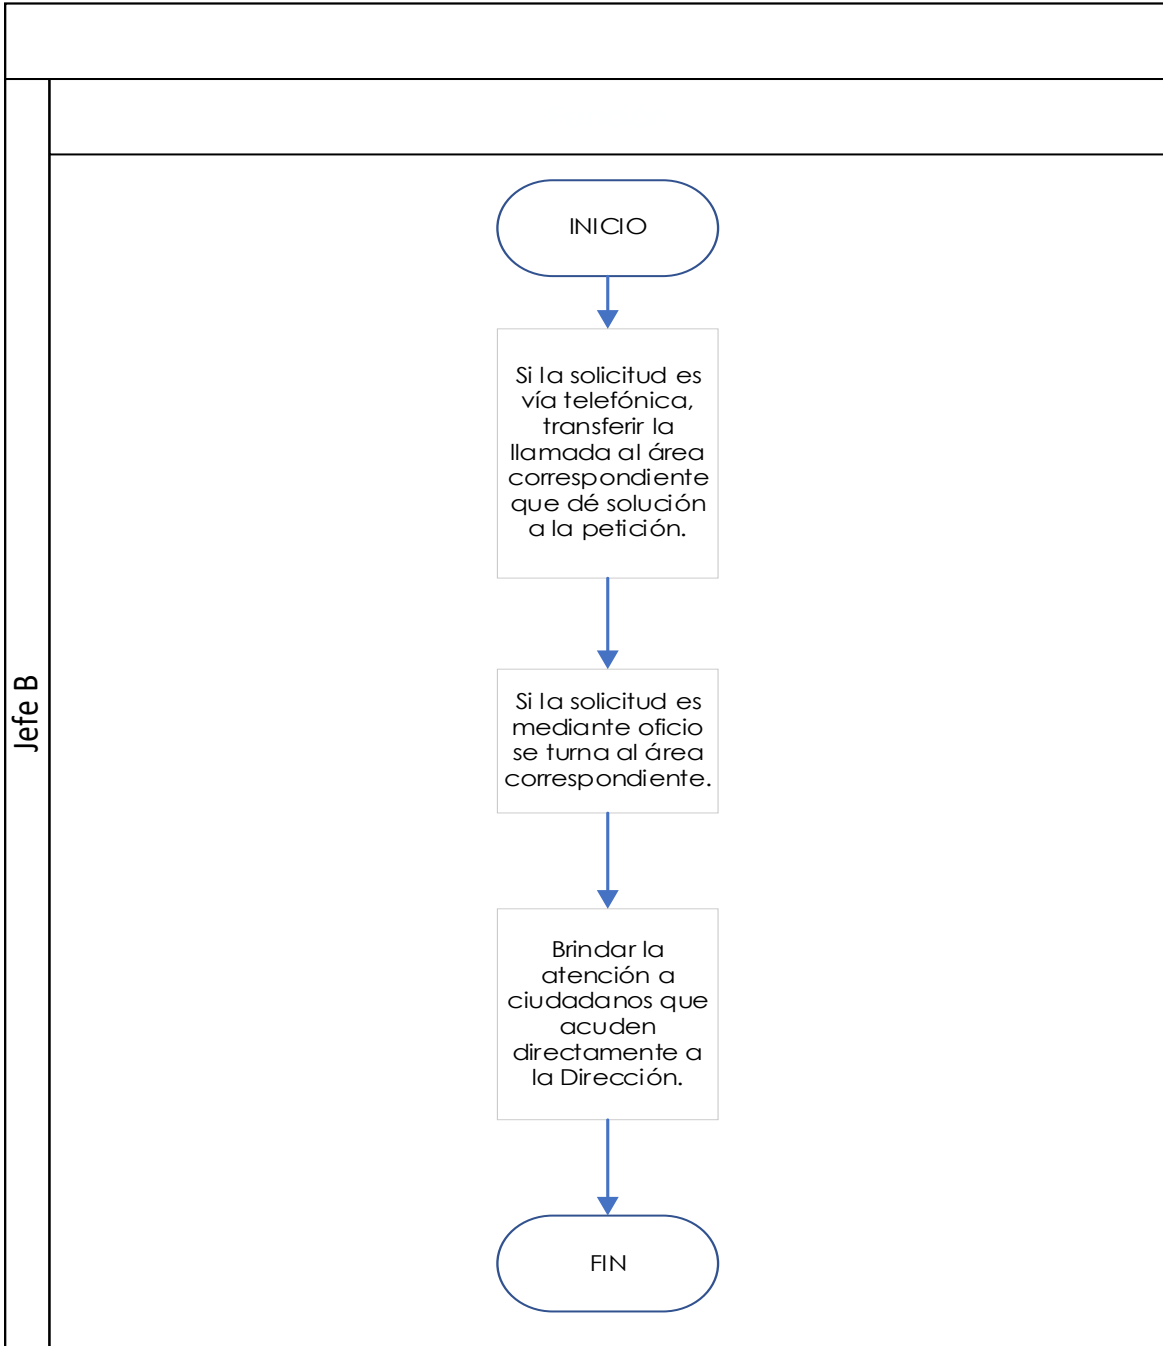 Jefe B
INICIO
Si la solicitud es
vía telefónica,
transferir la
llamada al área
correspondiente
que dé solución
a la petición.
Si la solicitud es
mediante oficio
se turna al área
correspondiente.
Brindar la
atención a
ciudadanos que
acuden
directamente a
la Dirección.
FIN